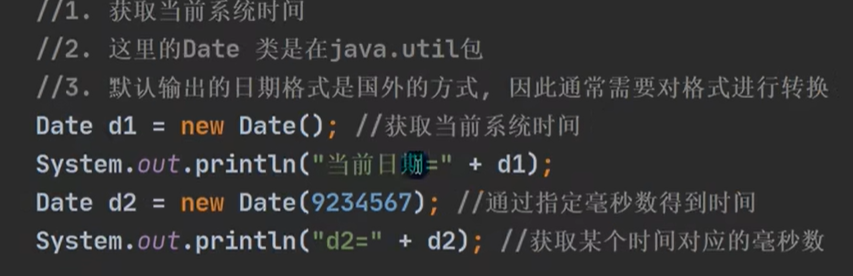 //1. 获取当前系统时间
//2. 这里的Date 类是在java.util包
//3. 默认输出的日期格式是国外的方式, 因此通常需要对格式进行转换
Date d1 = new Date(); //获取当前系统时间
System.out.println("当前日期=" + d1);
Date d2 = new Date(9234567); //通过指定毫秒数得到时间
System.out.println("d2=" + d2); //获取某个时间对应的毫秒数